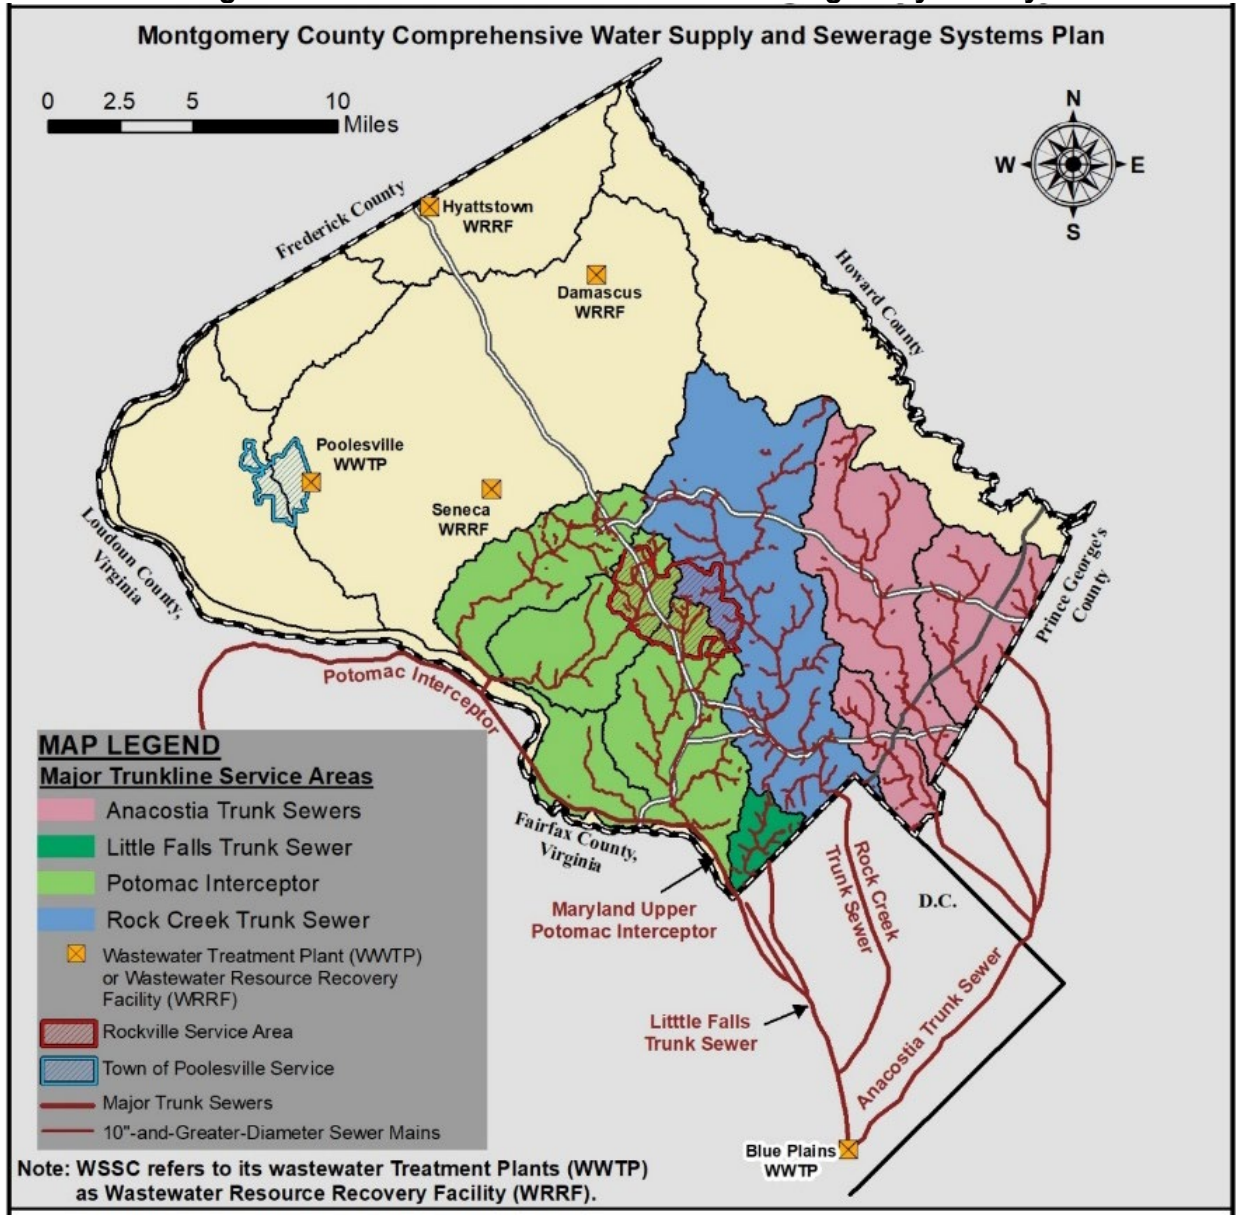 Montgomery County Comprehensive Water Supply and Sewerage Systems Plan
0 2.5 5 10
Miles
N
W E
S
Frederick County
Hyattstown
WRRF
Damascus
WRRF
Howard County
Poolesville
WWTP
Seneca
WRRF
Loudoun County,
Virginia
Prince George's
County
Potomac Interceptor
MAP LEGEND
Major Trunkline Service Areas
Anacostia Trunk Sewers
Little Falls Trunk Sewer
Potomac Interceptor
Rock Creek Trunk Sewer
Wastewater Treatment Plant (WWTP)
or Wastewater Resource Recovery
Facility (WRRF)
Rockville Service Area
Town of Poolesville Service
Major Trunk Sewers
10"-and-Greater-Diameter Sewer Mains
Fairfax County,
Virginia
Maryland Upper
Potomac Interceptor
Rock Creek
Trunk Sewer
D.C.
Litttle Falls
Trunk Sewer
Anacostia Trunk Sewer
Blue Plains
WWTP
Note: WSSC refers to its wastewater Treatment Plants (WWTP)
as Wastewater Resource Recovery Facility (WRRF).